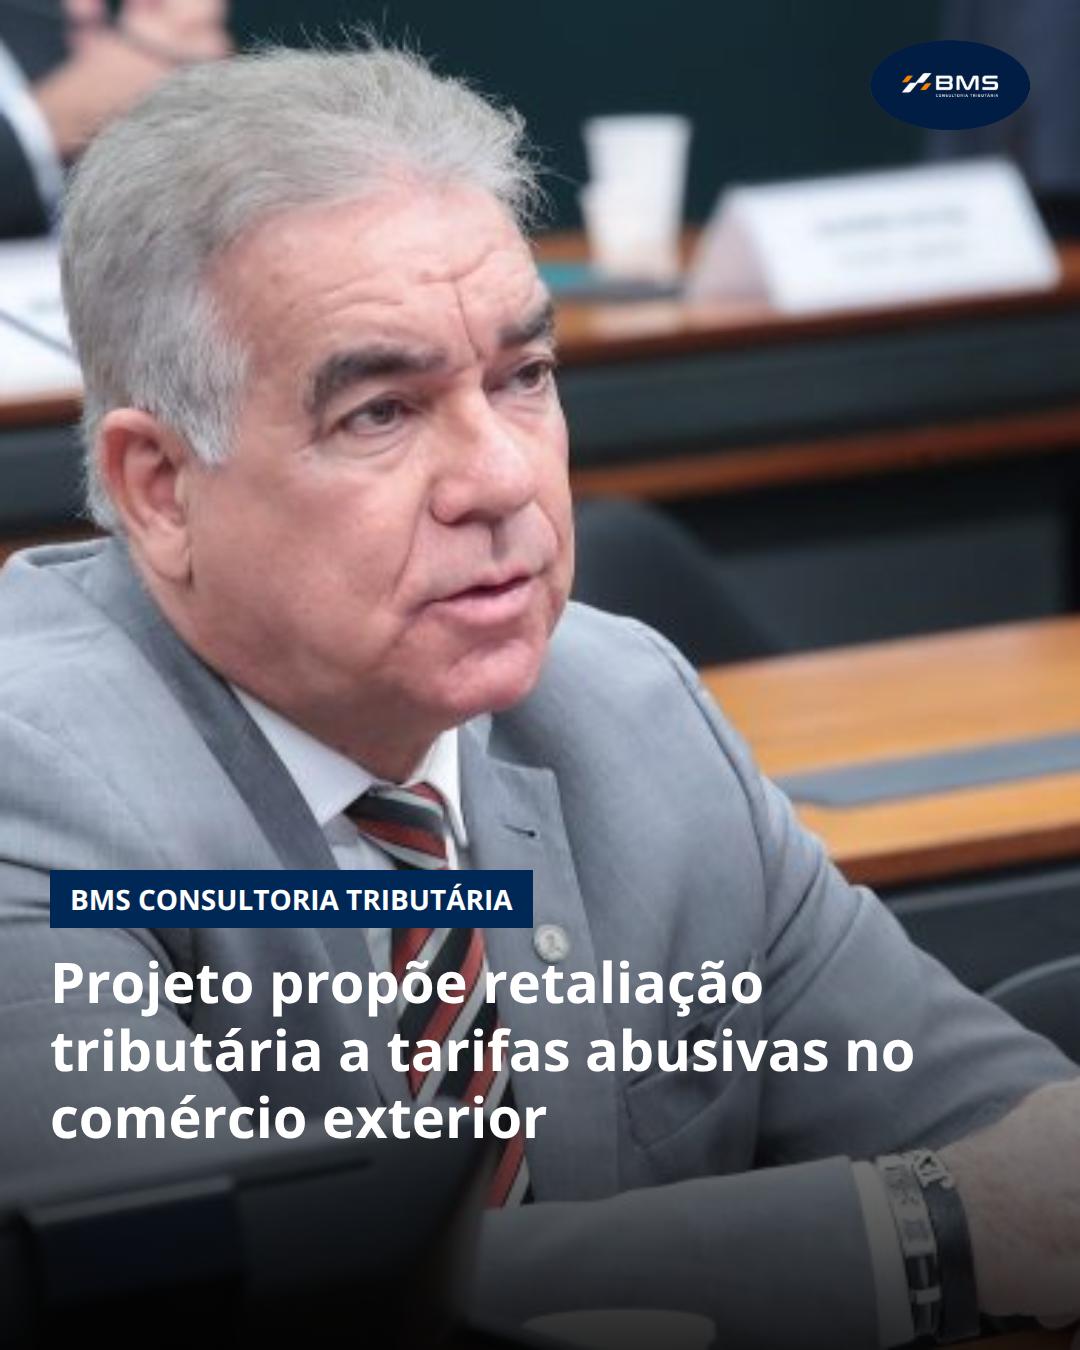 BMS
CONSULTORIA TRIBUTÁRIA
BMS CONSULTORIA TRIBUTÁRIA
Projeto propõe retaliação
tributária a tarifas abusivas no
comércio exterior